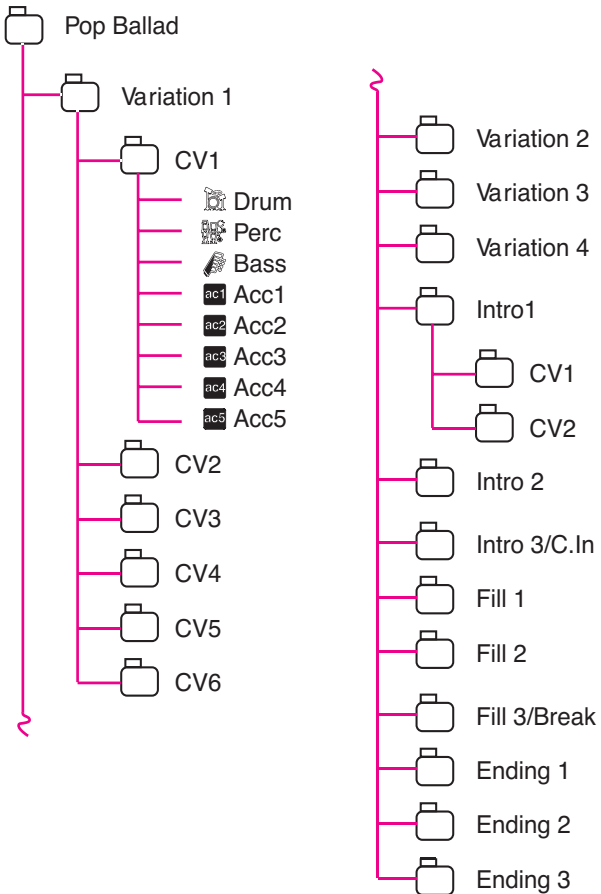 Pop Ballad
Variation 1
CV1
Drum
Perc
Bass
ac1 Acc1
ac2 Acc2
ac3 Acc3
ac4 Acc4
ac5 Acc5
CV2
CV3
CV4
CV5
CV6
Variation 2
Variation 3
Variation 4
Intro1
CV1
CV2
Intro 2
Intro 3/C.In
Fill 1
Fill 2
Fill 3/Break
Ending 1
Ending 2
Ending 3